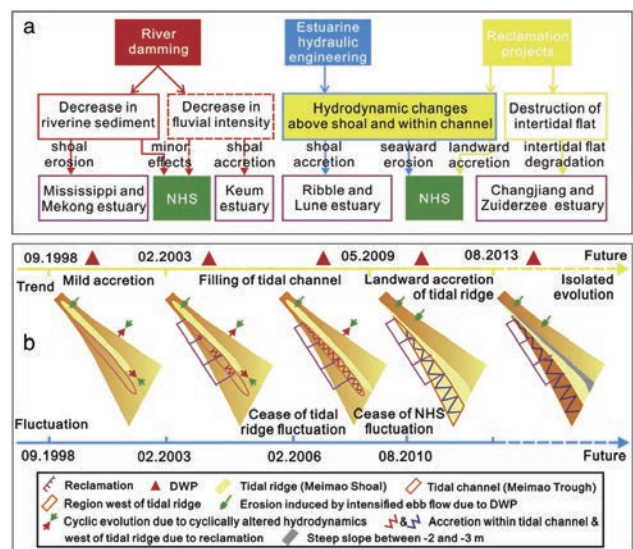 a
River
damming
Estuarine
hydraulic
engineering
Reclamation
projects
Decrease in
riverine sediment
Decrease in
fluvial intensity
Hydrodynamic changes
above shoal and within channel
Destruction of
intertidal flat
shoal
erosion
minor
effects
shoal
accretion
shoal
accretion
seaward
erosion
landward
accretion
intertidal flat
degradation
Mississippi and
Mekong estuary
NHS
Keum
estuary
Ribble and
Lune estuary
NHS
Changjiang and
Zuiderzee estuary
09.1998 02.2003 05.2009 08.2013 Future
Trend
Mild accretion
Filling of tidal channel
Landward accretion
of tidal ridge
Isolated
evolution
b
Cease of tidal
ridge fluctuation
Cease of NHS
fluctuation
Fluctuation
09.1998 02.2003 02.2006 08.2010 Future
Reclamation DWP Tidal ridge (Meimao Shoal) Tidal channel (Meimao Trough)
Region west of tidal ridge Erosion induced by intensified ebb flow due to DWP
Cyclic evolution due to cyclically altered hydrodynamics & Accretion within tidal channel &
west of tidal ridge due to reclamation Steep slope between -2 and -3 m